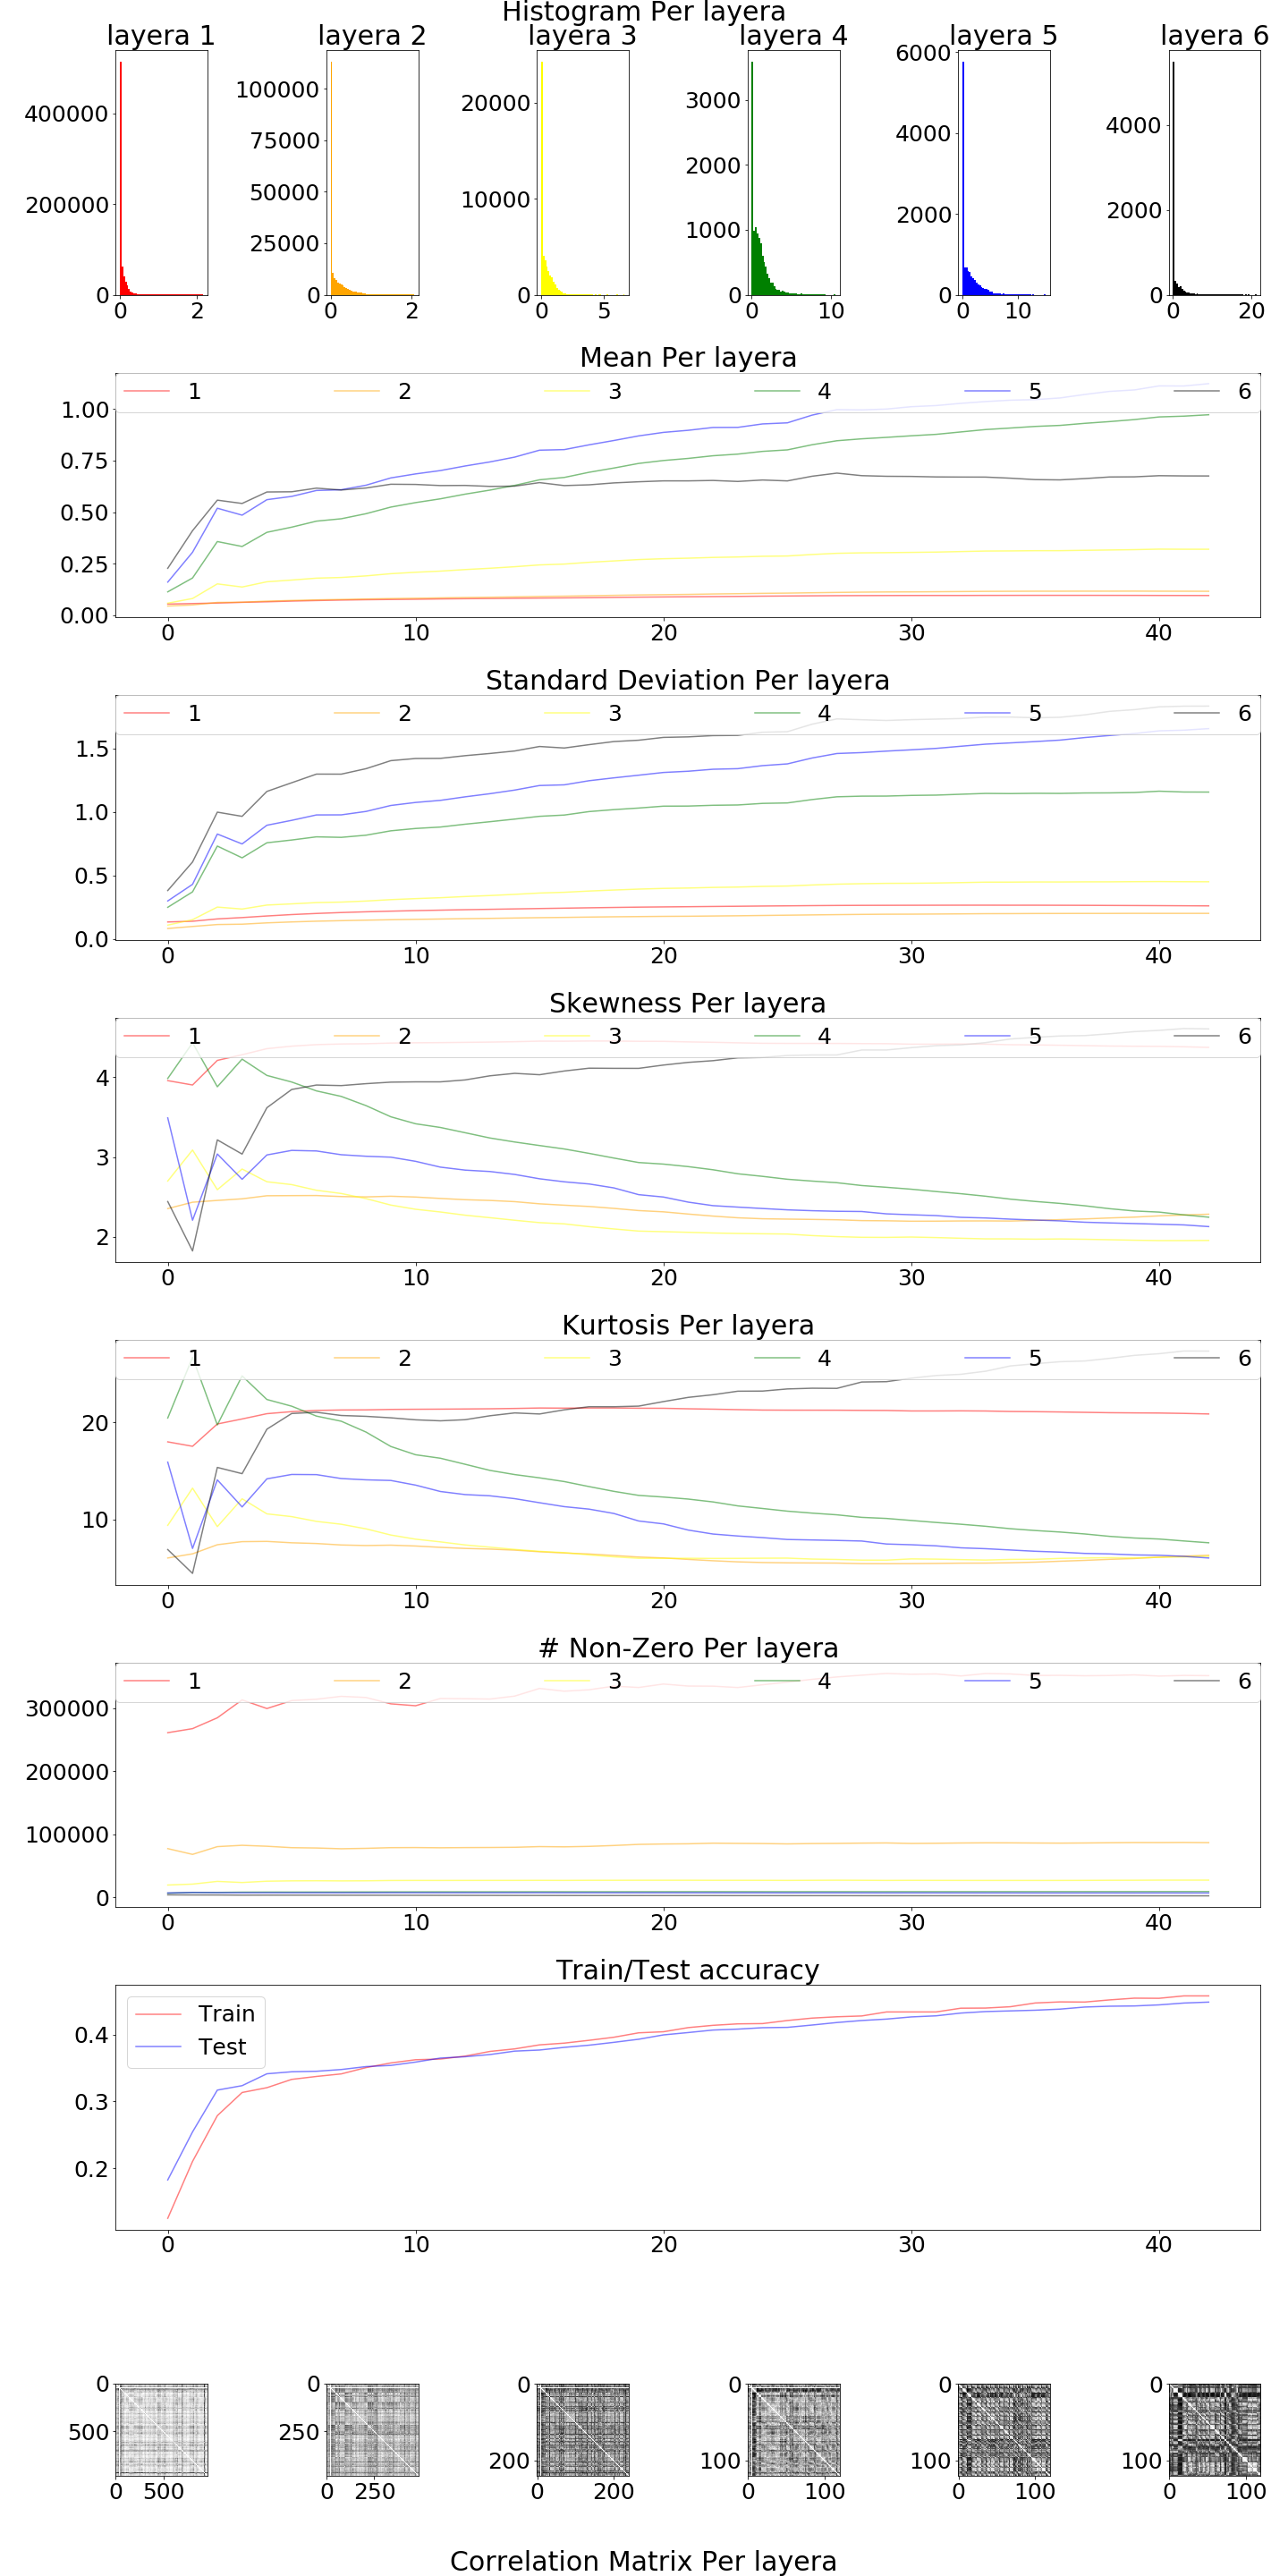 Histogram Per layera
layera 1 layera 2 layera 3 layera 4 layera 5 layera 6
400000 200000 0 0 2
100000 75000 50000 25000 0 0 2
20000 10000 0 0 5
3000 2000 1000 0 0 10
6000 4000 2000 0 0 10
4000 2000 0 0 20
Mean Per layera
1 2 3 4 5 6
1.00
0.75
0.50
0.25
0.00
0 10 20 30 40
Standard Deviation Per layera
1 2 3 4 5 6
1.5
1.0
0.5
0.0
0 10 20 30 40
Skewness Per layera
1 2 3 4 5 6
4
3
2
0 10 20 30 40
Kurtosis Per layera
1 2 3 4 5 6
20
10
0 10 20 30 40
# Non-Zero Per layera
1 2 3 4 5 6
300000
200000
100000
0
0 10 20 30 40
Train/Test accuracy
Train
Test
0.4
0.3
0.2
0 10 20 30 40
0 500 0 500
0 250 0 250
0 200 0 200
0 100 0 100
0 100 0 100
0 100 0 100
Correlation Matrix Per layera